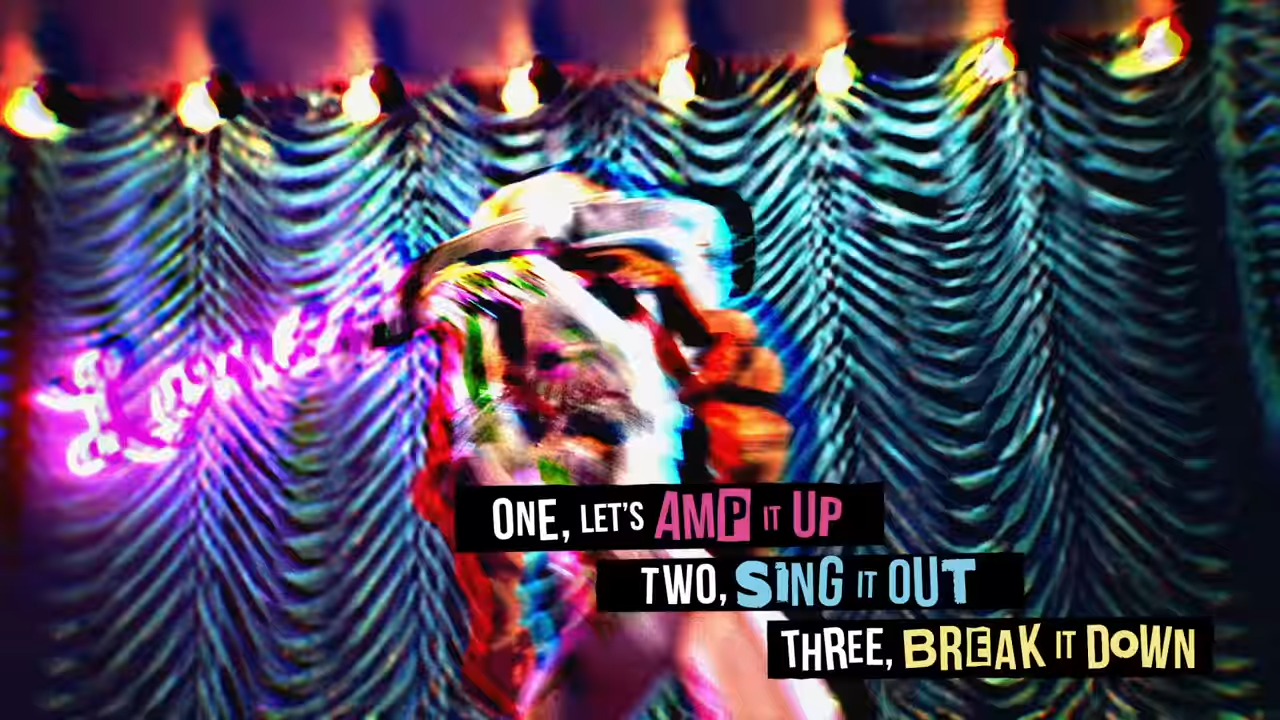 ONE, LET'S AMP IT UP
TWO, SING IT OUT
THREE, BREAK IT DOWN